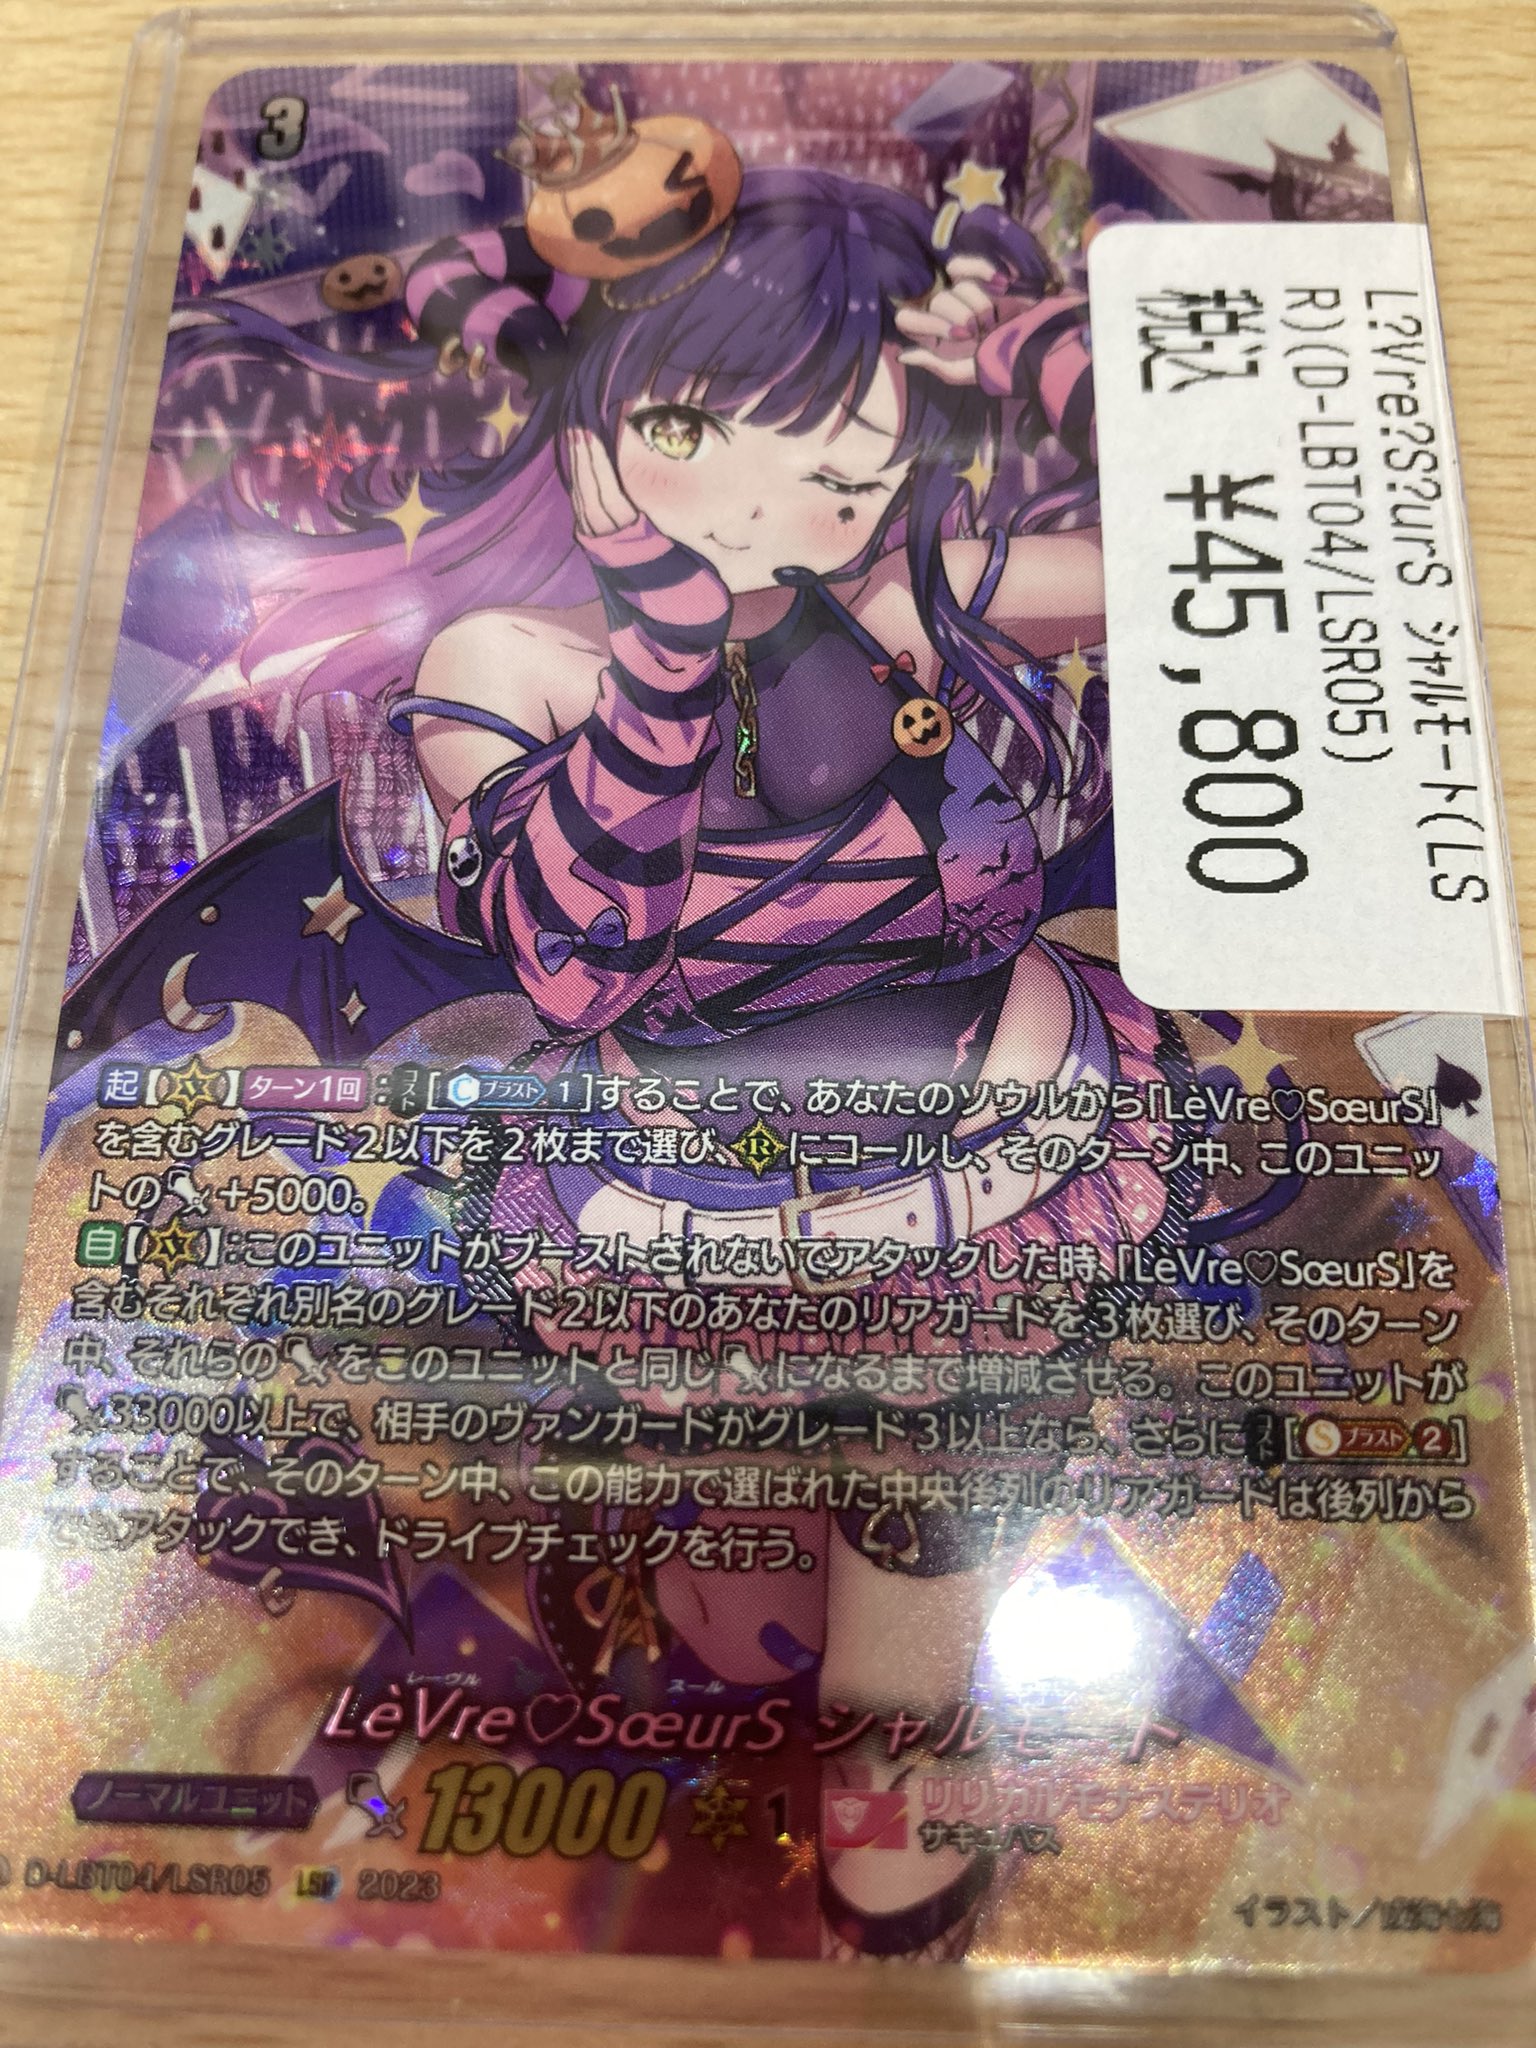 3
L?Vre?S?urS シャルモート(LS
R)(D-LBT04/LSR05)
税込 ¥45,800
起【V】ターン1回:コスト[Cブラスト1]することで、あなたのソウルから「LèVre♡SœurS」
を含むグレード2以下を2枚まで選び、Rにコールし、そのターン中、このユニッ
トの+5000。
自【V】:このユニットがブーストされないでアタックした時、「LèVre♡SœurS」を
含むそれぞれ別名のグレード2以下のあなたのリアガードを3枚選び、そのターン
中、それらのをこのユニットと同じになるまで増減させる。このユニットが
33000以上で、相手のヴァンガードがグレード3以上なら、さらにコスト[Sブラスト2]
することで、そのターン中、この能力で選ばれた中央後列のリアガードは後列から
でもアタックでき、ドライブチェックを行う。
レーヴル スール
LèVre♡SœurS シャルモート
ノーマルユニット 13000 1 リリカルモナステリオ
サキュバス
D-LBT04/LSR05 LSR 2023
イラスト/